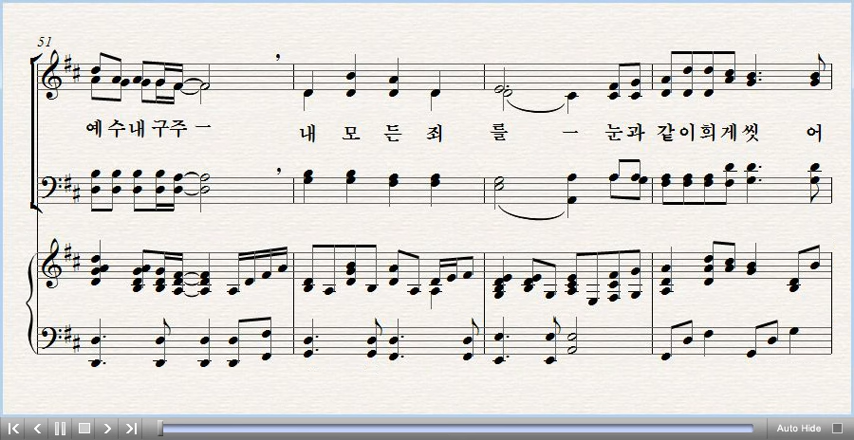 51
예 수 내 구 주 ㅡ 내 모 든 죄 를 ㅡ 눈 과 같 이 희 게 씻 어
Auto Hide